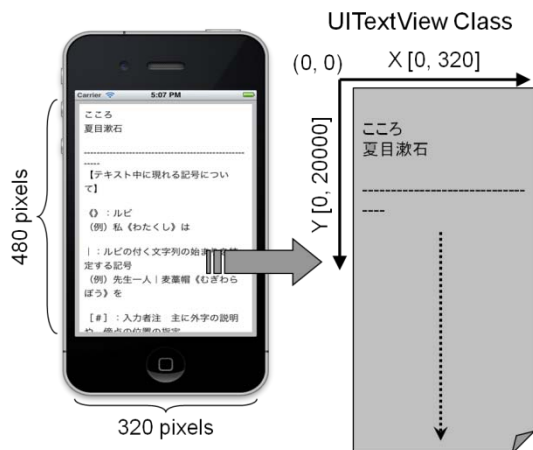 UITextView Class
(0, 0)
X [0, 320]
Y [0, 20000]
480 pixels
320 pixels
Carrier
5:07 PM
こころ
夏目漱石
---------------------------------------------
-----
【テキスト中に現れる記号につい
て】
《》：ルビ
（例）私《わたくし》は
｜：ルビの付く文字列の始まりを
定する記号
（例）先生一人｜麦藁帽《むぎわら
ぼう》を
［＃］：入力者注　主に外字の説明
や、傍点の位置の指定
こころ
夏目漱石
----------------------------
----